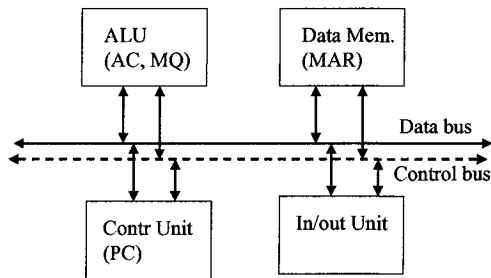 ALU
(AC, MQ)
Data Mem.
(MAR)
Data bus
Control bus
Contr Unit
(PC)
In/out Unit